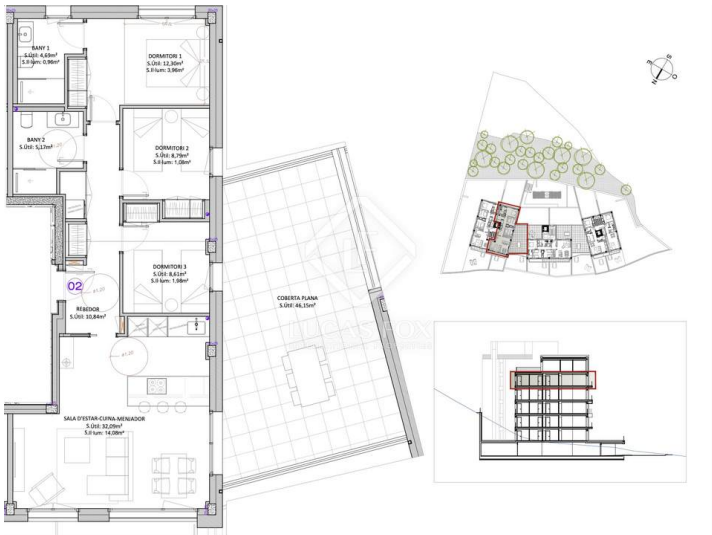 BANY 1
S.Útil: 4,69m²
S.Il·lum: 0,96m²
DORMITORI 1
S.Útil: 12,30m²
S.Il·lum: 3,96m²
BANY 2
S.Útil: 5,17m²
DORMITORI 2
S.Útil: 8,79m²
S.Il·lum: 1,08m²
DORMITORI 3
S.Útil: 8,61m²
S.Il·lum: 1,98m²
02
REBEDOR
S.Útil: 10,84m²
COBERTA PLANA
S.Útil: 46,15m²
LUCAS FOX
SALA D'ESTAR-CUINA-MENJADOR
S.Útil: 32,09m²
S.Il·lum: 14,08m²
S
E
O
N